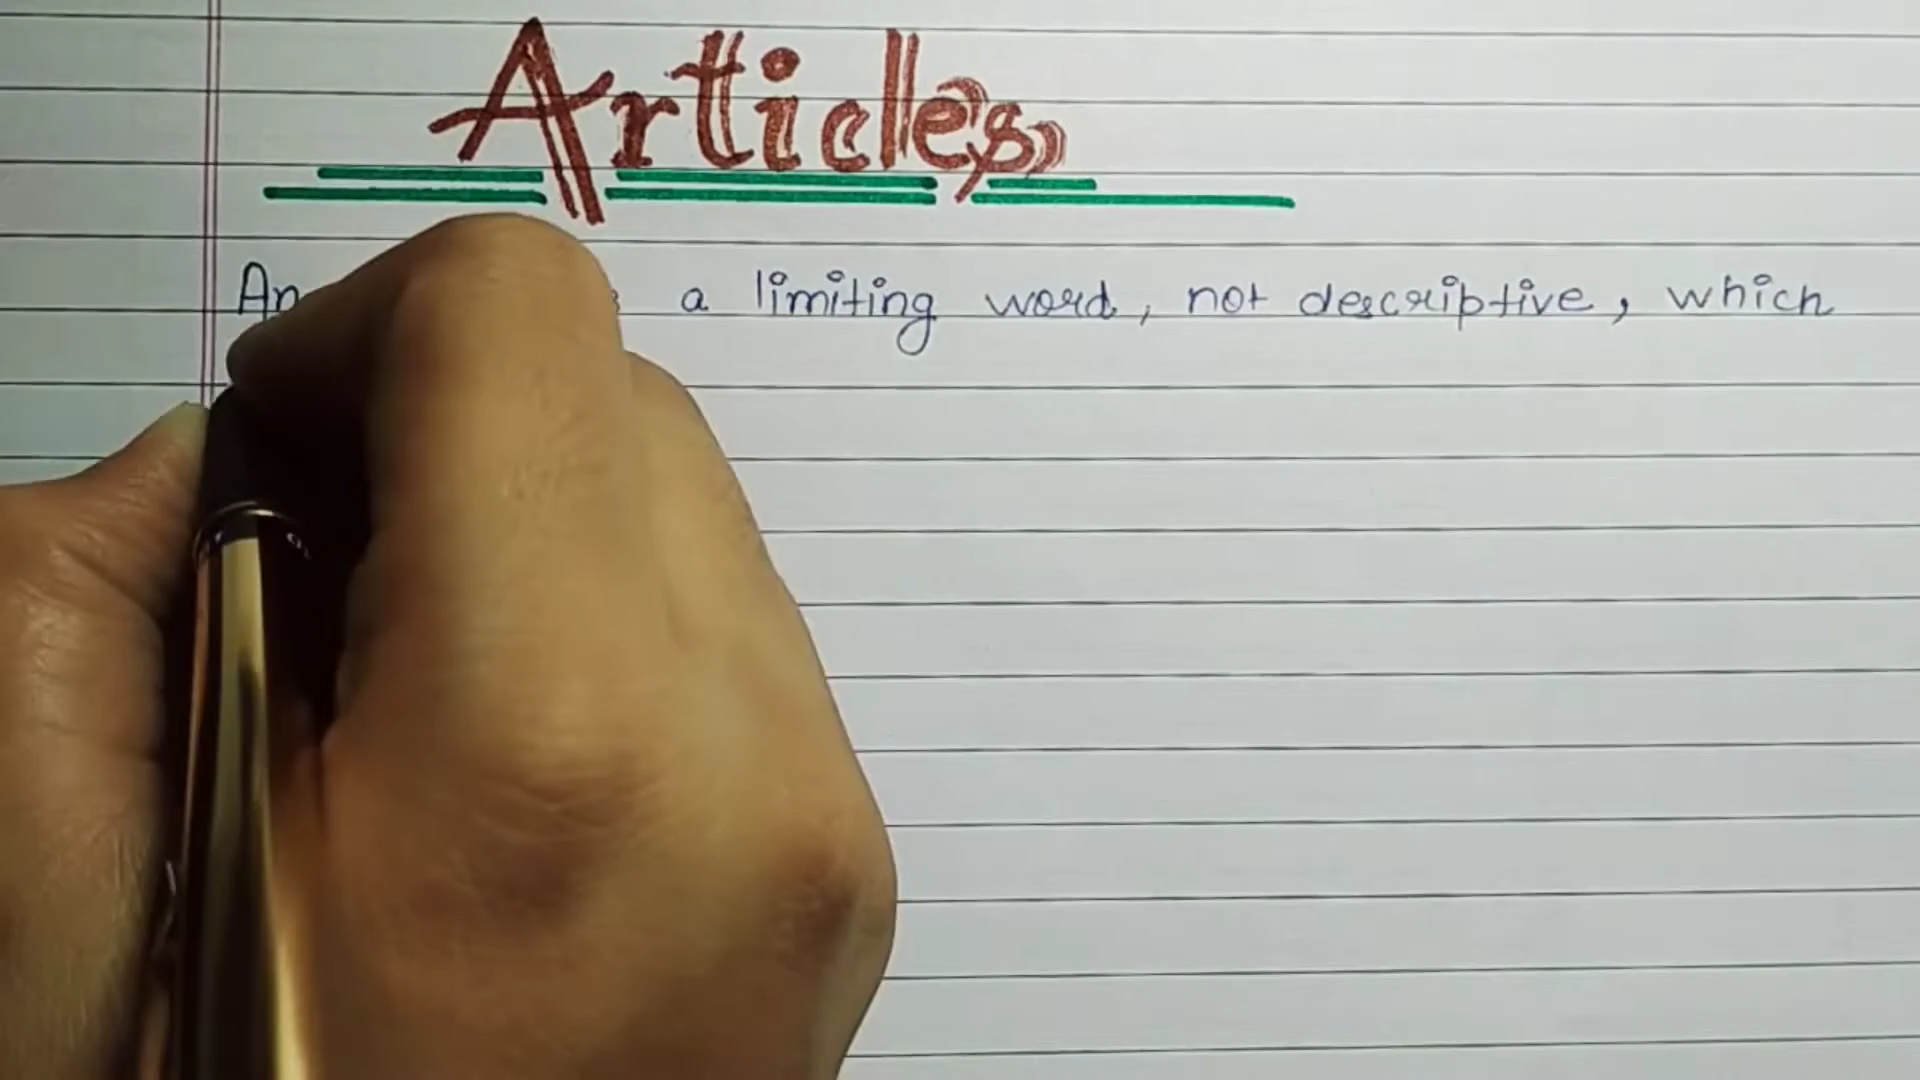 Articles
An a limiting word, not descriptive, which